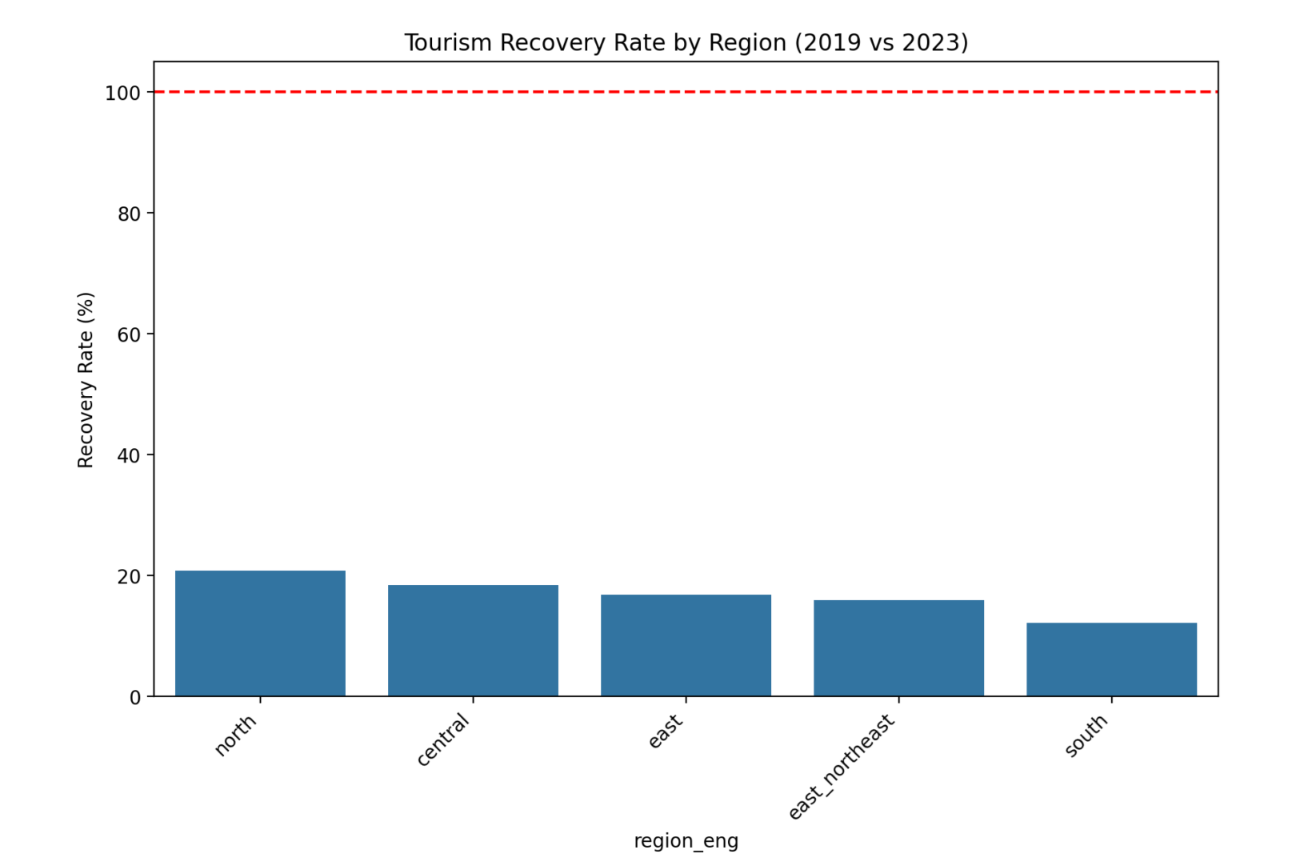 Tourism Recovery Rate by Region (2019 vs 2023)
100
80
60
40
20
0
Recovery Rate (%)
north
central
east
east_northeast
south
region_eng